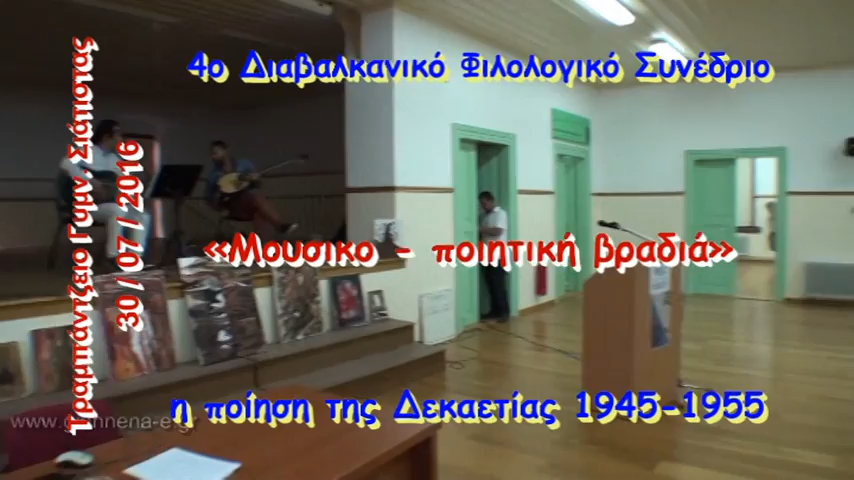 4ο Διαβαλκανικό Φιλολογικό Συνέδριο
Τραμπάντζειο Γυμν. Σιάτιστας
30 / 07 / 2016
«Μουσικο - ποιητική βραδιά»
η ποίηση της Δεκαετίας 1945-1955